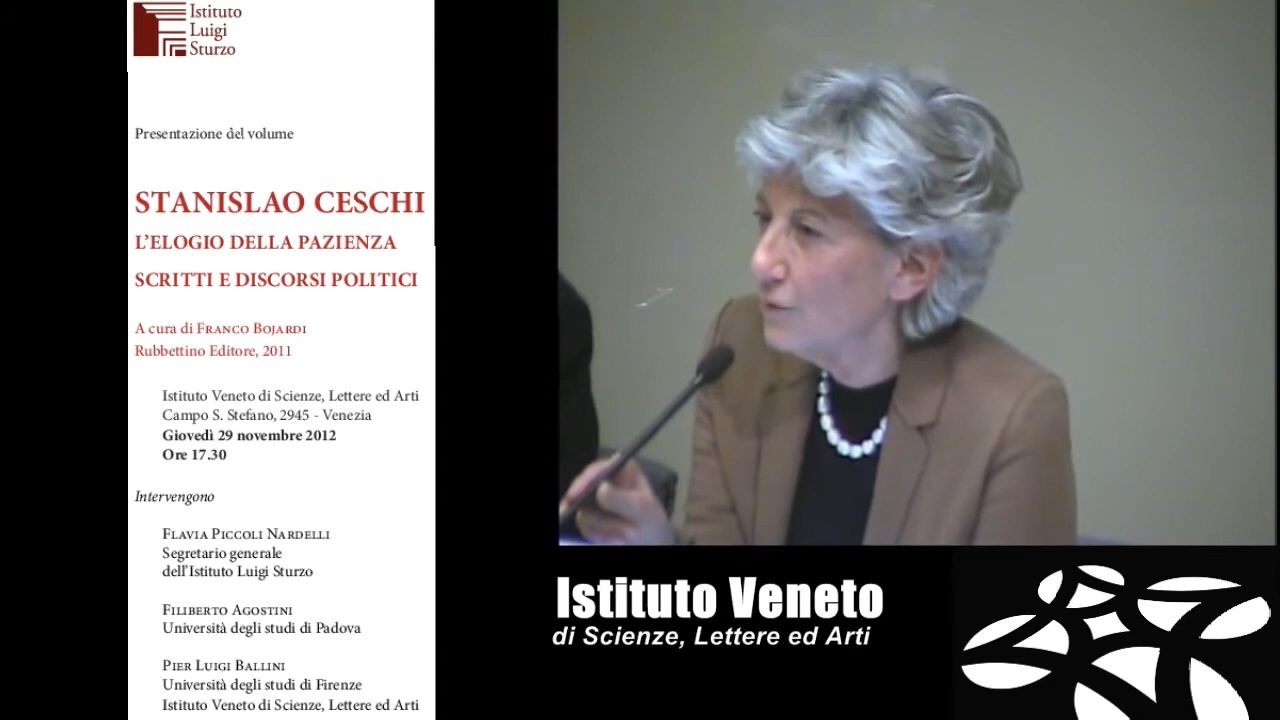 Istituto
Luigi
Sturzo
Presentazione del volume
STANISLAO CESCHI
L'ELOGIO DELLA PAZIENZA
SCRITTI E DISCORSI POLITICI
A cura di FRANCO BOJARDI
Rubbettino Editore, 2011
Istituto Veneto di Scienze, Lettere ed Arti
Campo S. Stefano, 2945 - Venezia
Giovedì 29 novembre 2012
Ore 17.30
Intervengono
FLAVIA PICCOLI NARDELLI
Segretario generale
dell'Istituto Luigi Sturzo
FILIBERTO AGOSTINI
Università degli studi di Padova
PIER LUIGI BALLINI
Università degli studi di Firenze
Istituto Veneto di Scienze, Lettere ed Arti
Istituto Veneto
di Scienze, Lettere ed Arti